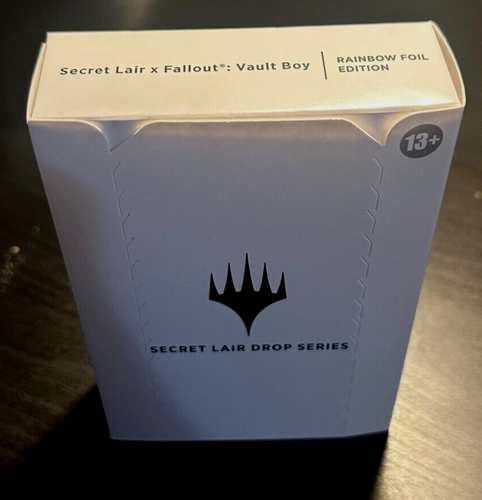 Secret Lair x Fallout®: Vault Boy
RAINBOW FOIL
EDITION
13+
SECRET LAIR DROP SERIES